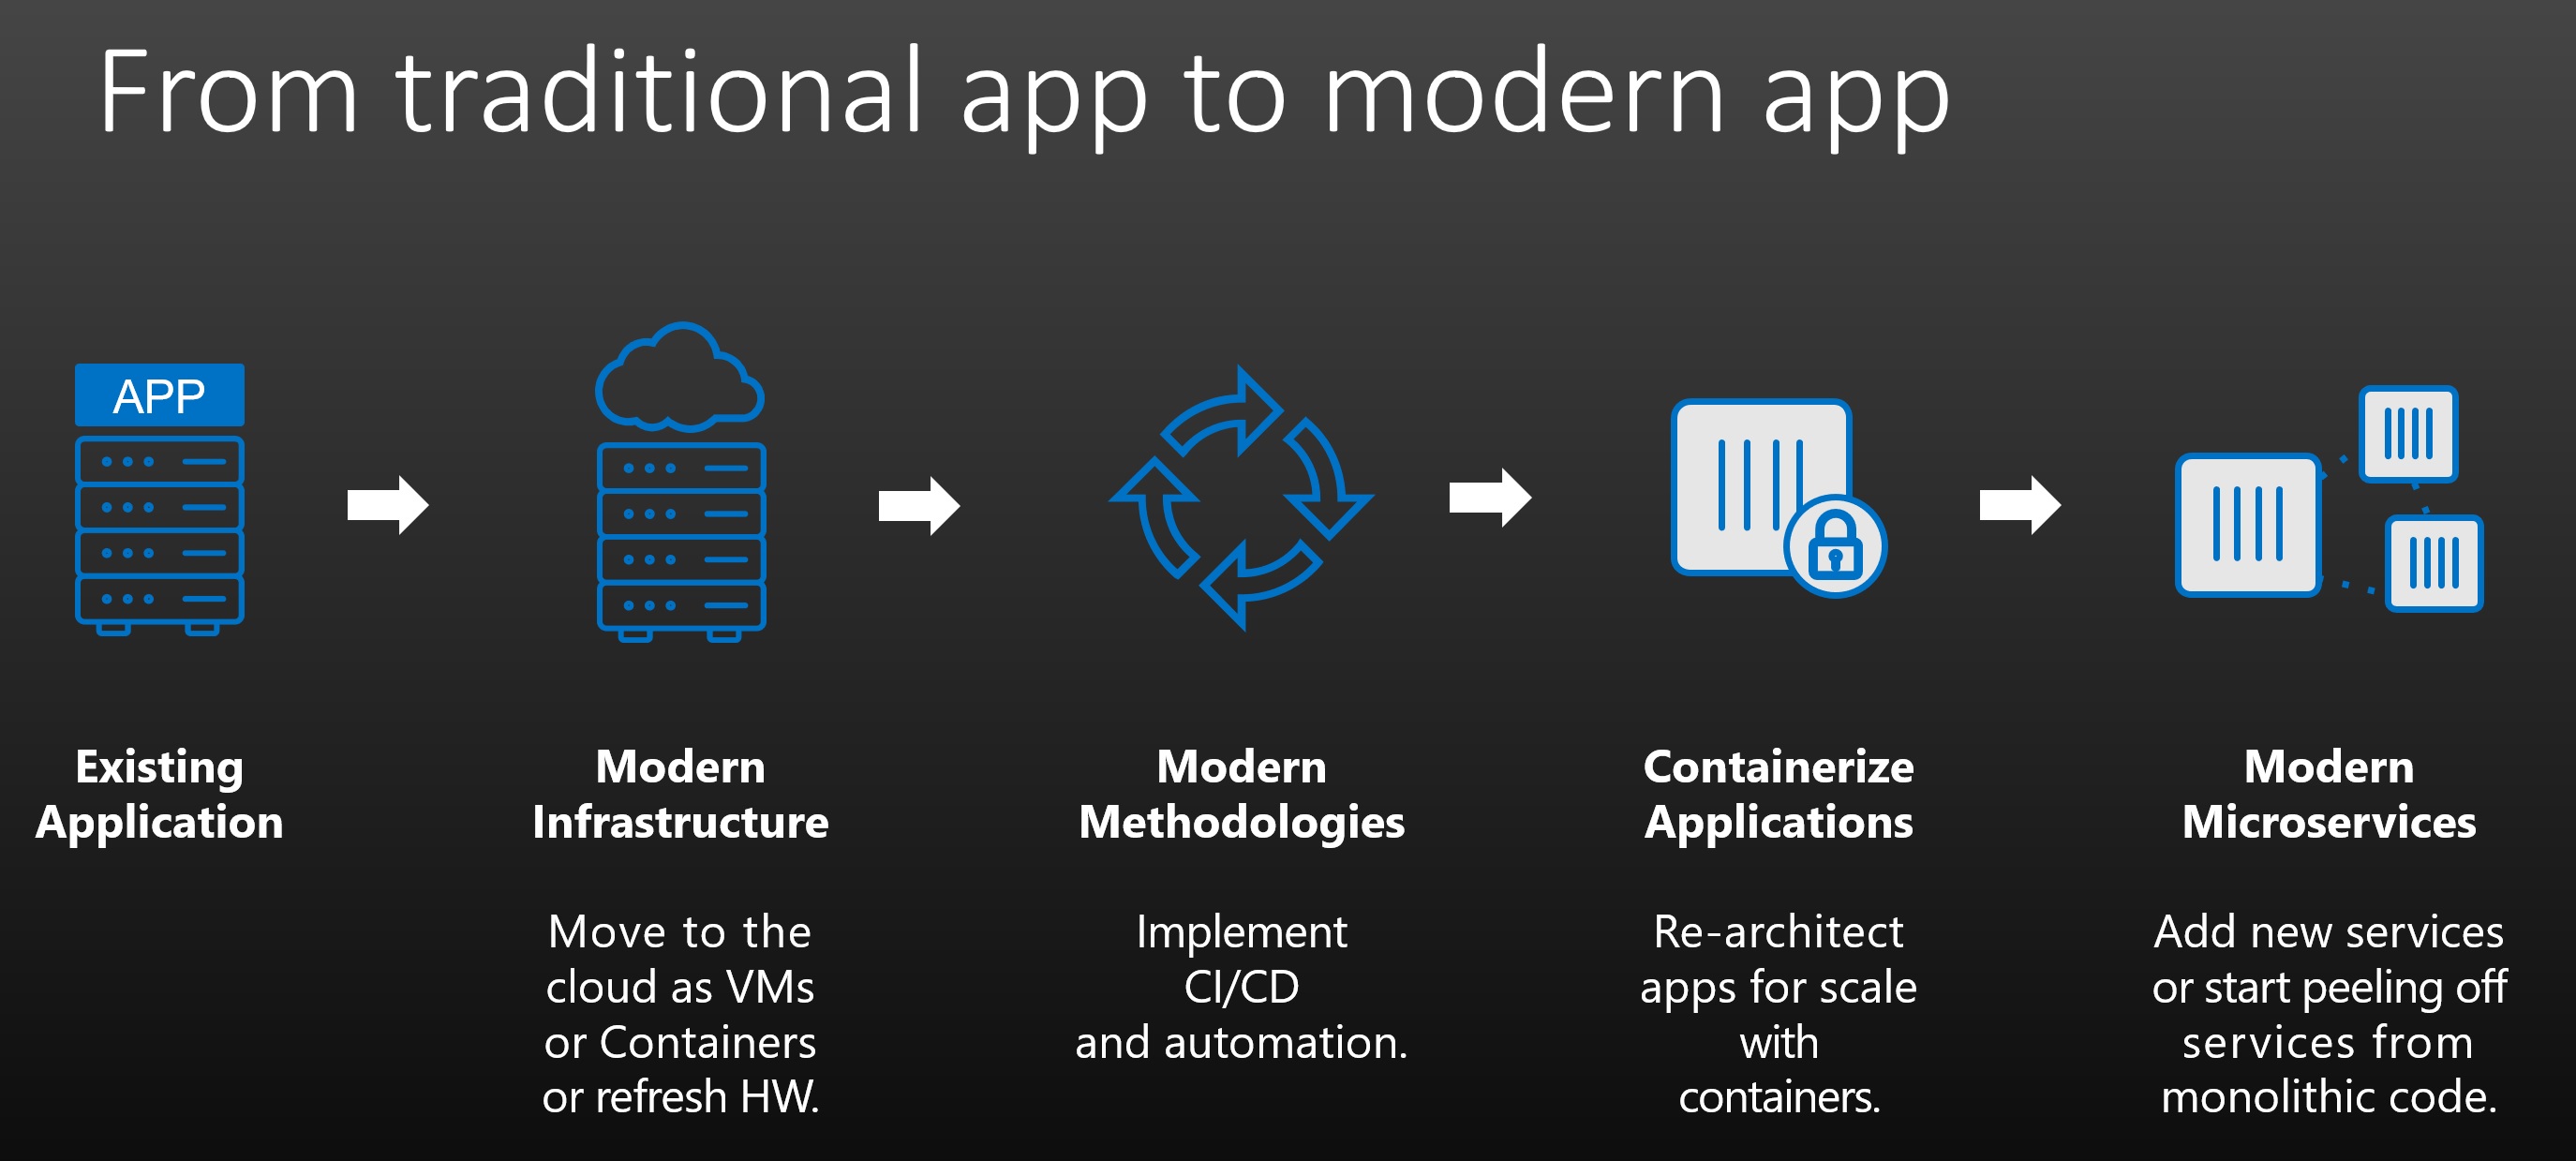 From traditional app to modern app
APP
Existing
Application
Modern
Infrastructure
Move to the
cloud as VMs
or Containers
or refresh HW.
Modern
Methodologies
Implement
CI/CD
and automation.
Containerize
Applications
Re-architect
apps for scale
with
containers.
Modern
Microservices
Add new services
or start peeling off
services from
monolithic code.